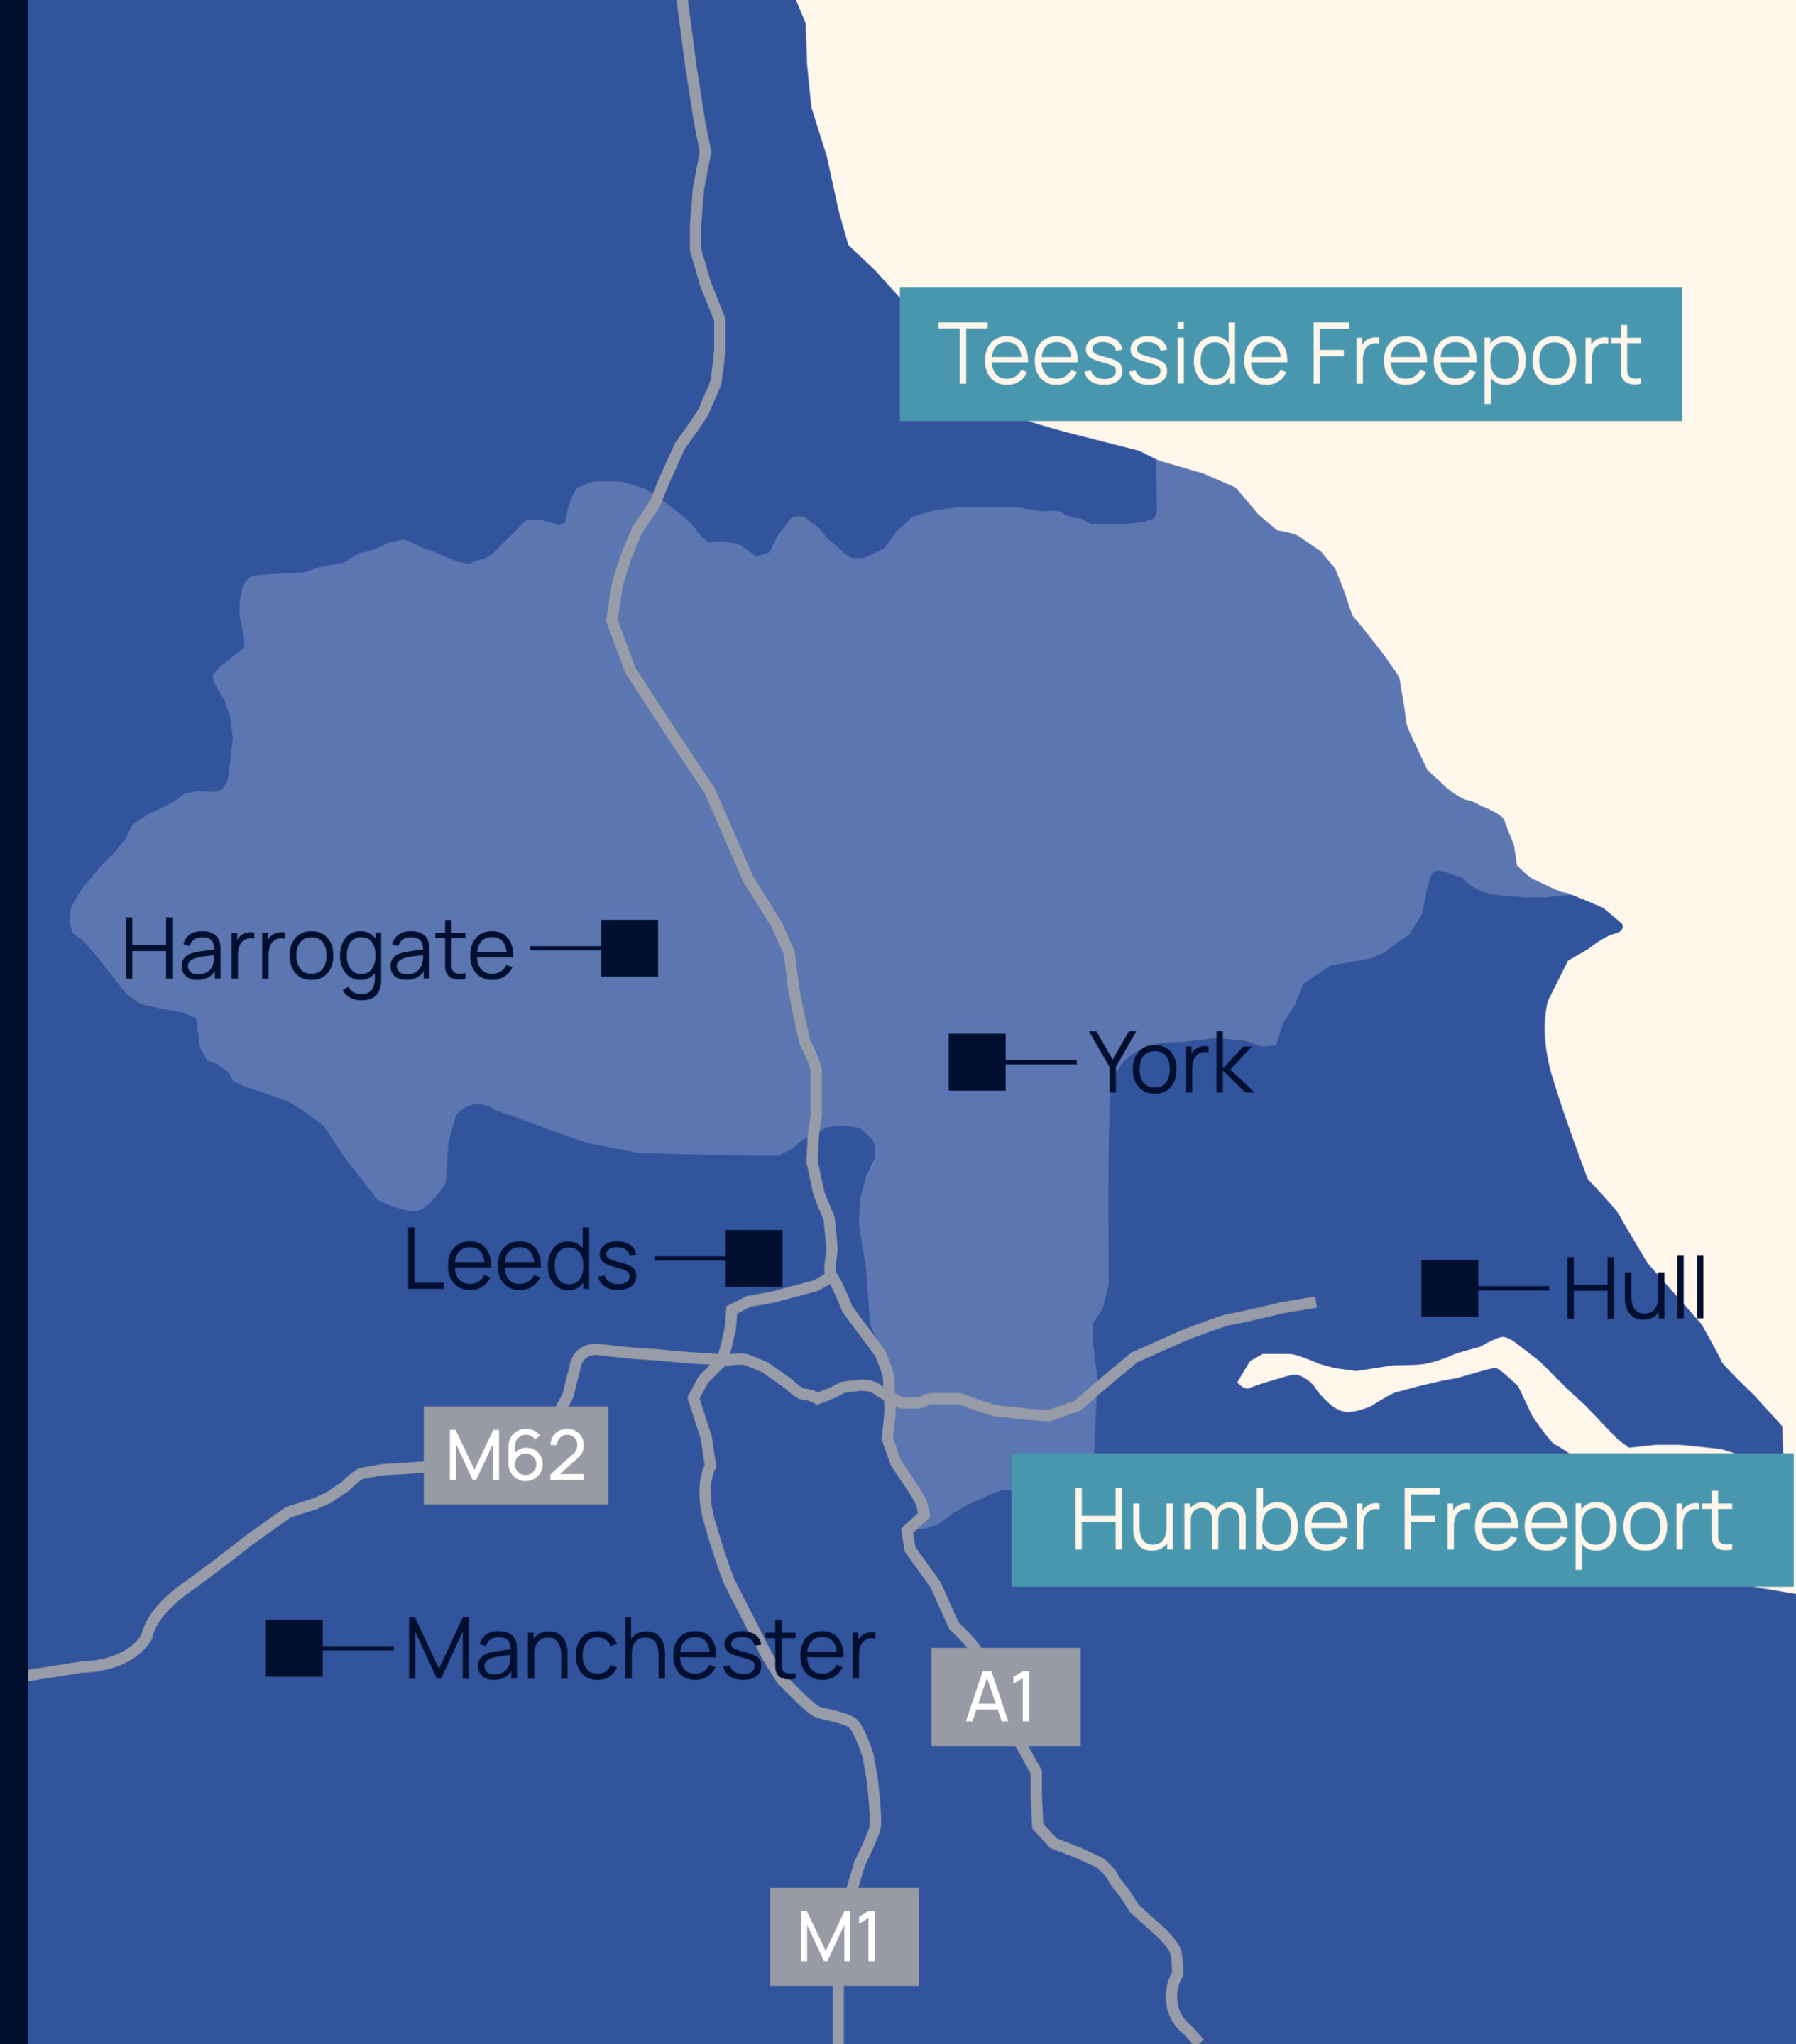 Teesside Freeport
Harrogate
York
Leeds
Hull
M62
Humber Freeport
Manchester
A1
M1